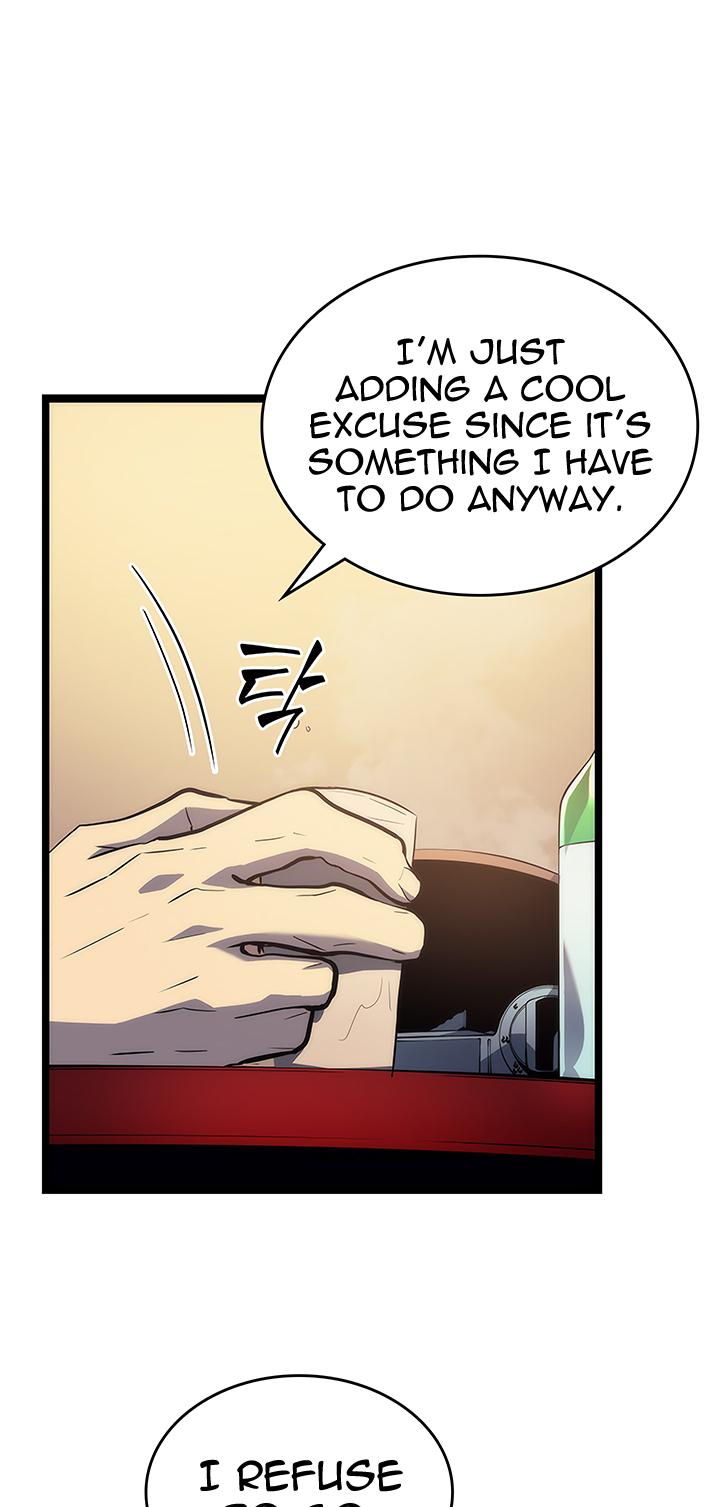 I'M JUST
ADDING A COOL
EXCUSE SINCE IT'S
SOMETHING I HAVE
TO DO ANYWAY.
탁
I REFUSE